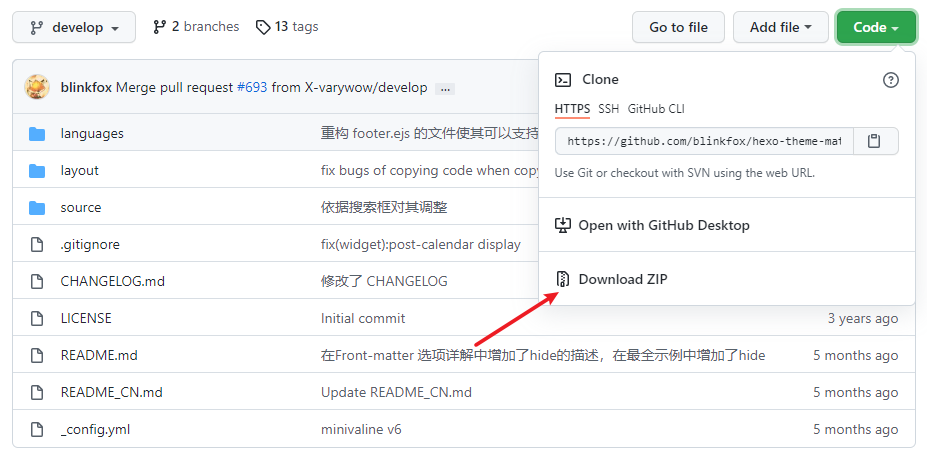 develop 2 branches 13 tags Go to file Add file Code
blinkfox Merge pull request #693 from X-varywow/develop ...
Clone
HTTPS SSH GitHub CLI
https://github.com/blinkfox/hexo-theme-mat
Use Git or checkout with SVN using the web URL.
Open with GitHub Desktop
Download ZIP
languages 重构 footer.ejs 的文件使其可以支持
layout fix bugs of copying code when copy
source 依据搜索框对其调整
.gitignore fix(widget):post-calendar display
CHANGELOG.md 修改了 CHANGELOG
LICENSE Initial commit 3 years ago
README.md 在Front-matter 选项详解中增加了hide的描述，在最全示例中增加了hide 5 months ago
README_CN.md Update README_CN.md 5 months ago
_config.yml minivaline v6 5 months ago